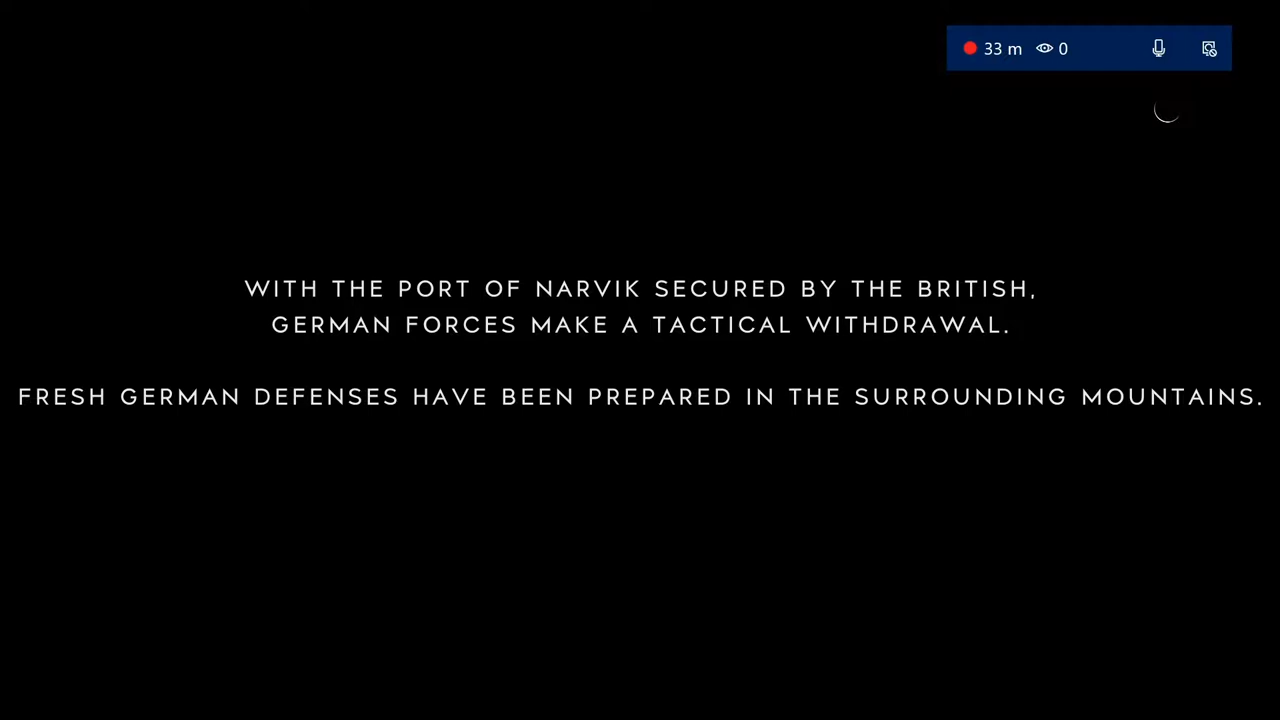 33 m 0
WITH THE PORT OF NARVIK SECURED BY THE BRITISH,
GERMAN FORCES MAKE A TACTICAL WITHDRAWAL.
FRESH GERMAN DEFENSES HAVE BEEN PREPARED IN THE SURROUNDING MOUNTAINS.